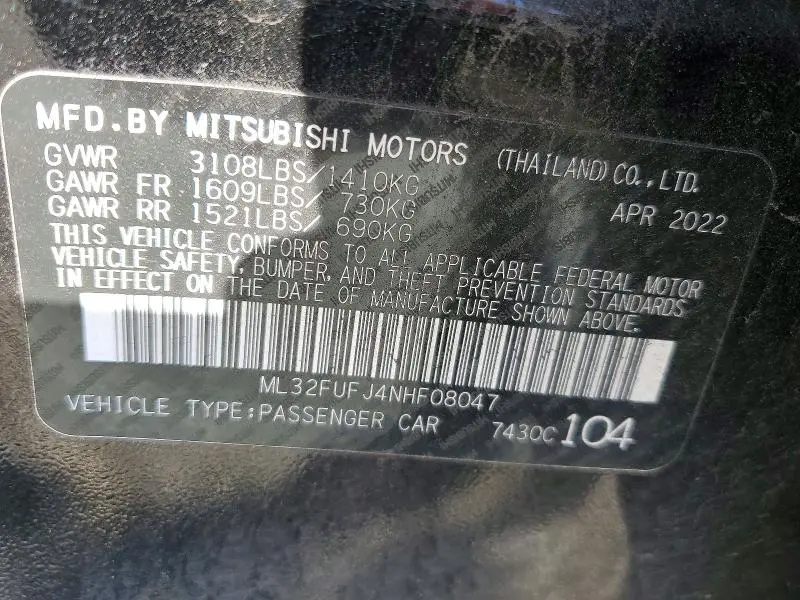 MFD.BY MITSUBISHI MOTORS (THAILAND)CO.,LTD.
GVWR 3108LBS/1410KG APR 2022
GAWR FR 1609LBS/ 730KG
GAWR RR 1521LBS/ 690KG
THIS VEHICLE CONFORMS TO ALL APPLICABLE FEDERAL MOTOR
VEHICLE SAFETY, BUMPER, AND THEFT PREVENTION STANDARDS
IN EFFECT ON THE DATE OF MANUFACTURE SHOWN ABOVE.
ML32FUFJ4NHF08047
VEHICLE TYPE:PASSENGER CAR 7430C 104